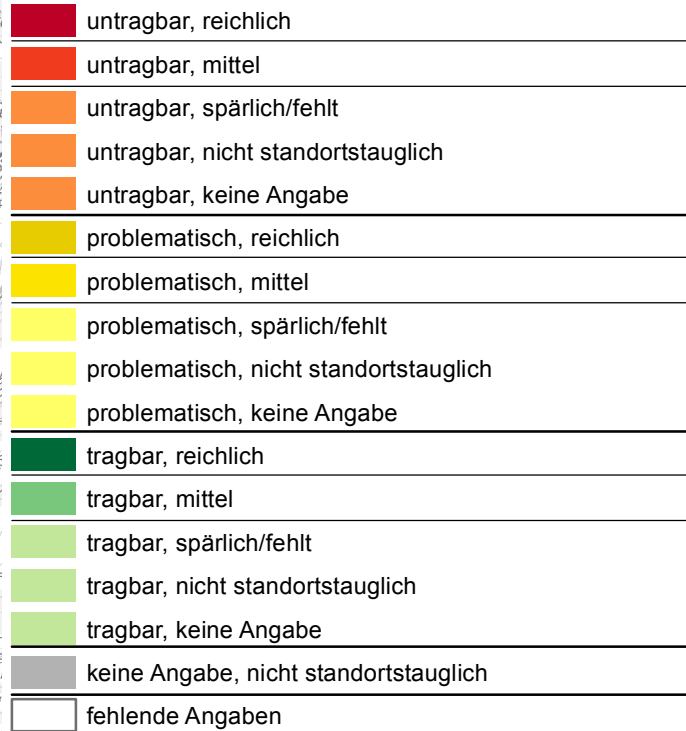 untragbar, reichlich
untragbar, mittel
untragbar, spärlich/fehlt
untragbar, nicht standortstauglich
untragbar, keine Angabe
problematisch, reichlich
problematisch, mittel
problematisch, spärlich/fehlt
problematisch, nicht standortstauglich
problematisch, keine Angabe
tragbar, reichlich
tragbar, mittel
tragbar, spärlich/fehlt
tragbar, nicht standortstauglich
tragbar, keine Angabe
keine Angabe, nicht standortstauglich
fehlende Angaben